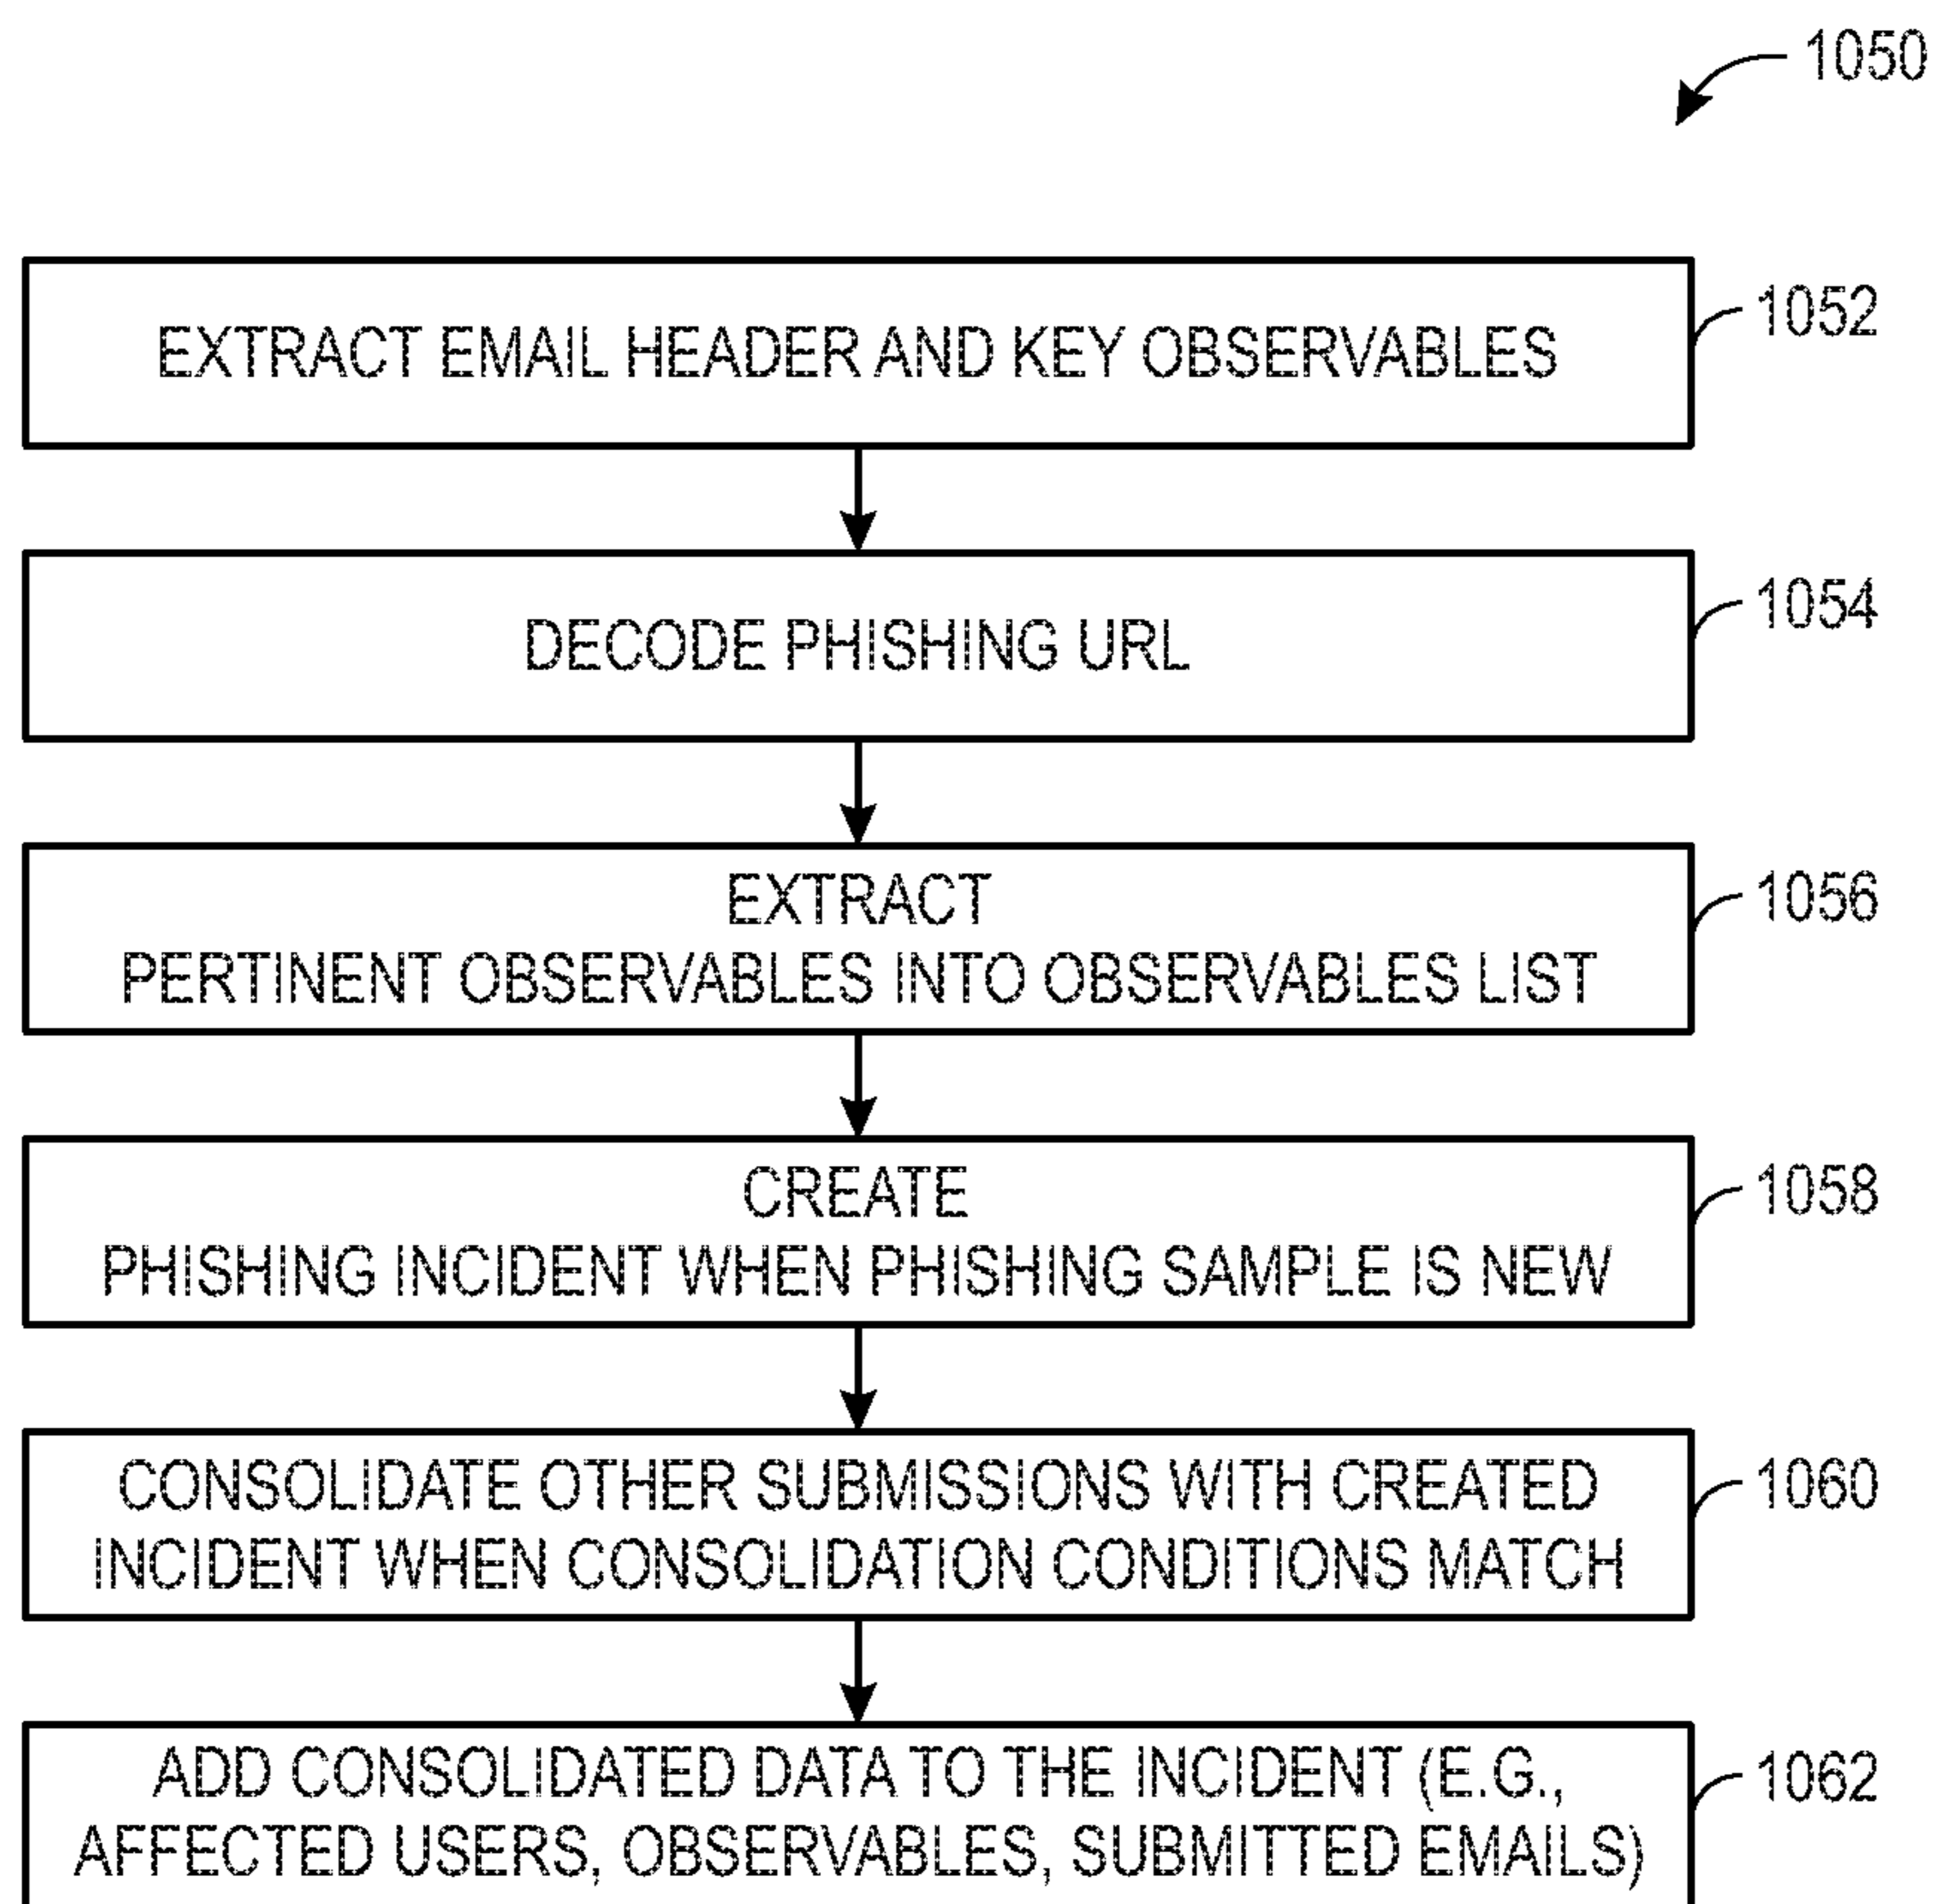 1050
EXTRACT EMAIL HEADER AND KEY OBSERVABLES
1052
DECODE PHISHING URL
1054
EXTRACT
PERTINENT OBSERVABLES INTO OBSERVABLES LIST
1056
CREATE
PHISHING INCIDENT WHEN PHISHING SAMPLE IS NEW
1058
CONSOLIDATE OTHER SUBMISSIONS WITH CREATED
INCIDENT WHEN CONSOLIDATION CONDITIONS MATCH
1060
ADD CONSOLIDATED DATA TO THE INCIDENT (E.G.,
AFFECTED USERS, OBSERVABLES, SUBMITTED EMAILS)
1062